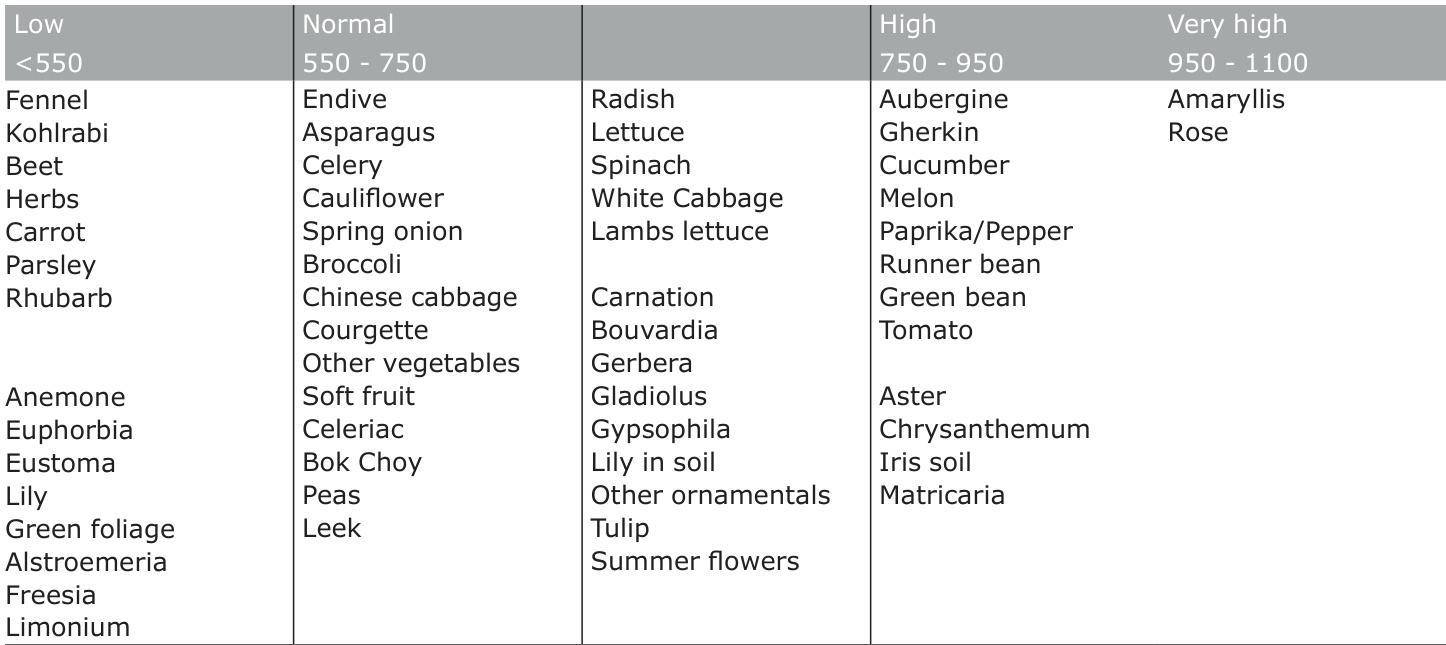 Low Normal High Very high
<550 550 - 750 750 - 950 950 - 1100
Fennel Endive Radish Aubergine Amaryllis
Kohlrabi Asparagus Lettuce Gherkin Rose
Beet Celery Spinach Cucumber
Herbs Cauliflower White Cabbage Melon
Carrot Spring onion Lambs lettuce Paprika/Pepper
Parsley Broccoli Runner bean
Rhubarb Chinese cabbage Carnation Green bean
Courgette Bouvardia Tomato
Other vegetables Gerbera
Anemone Soft fruit Gladiolus Aster
Euphorbia Celeriac Gypsophila Chrysanthemum
Eustoma Bok Choy Lily in soil Iris soil
Lily Peas Other ornamentals Matricaria
Green foliage Leek Tulip
Alstroemeria Summer flowers
Freesia
Limonium